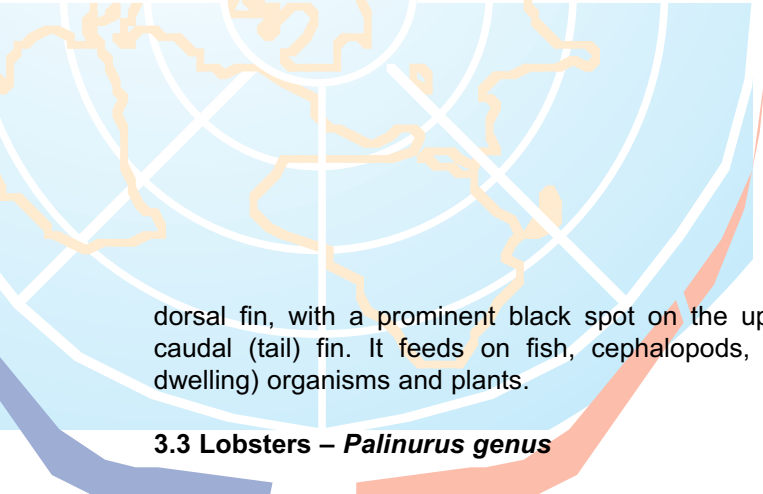 dorsal fin, with a prominent black spot on the up
caudal (tail) fin. It feeds on fish, cephalopods,
dwelling) organisms and plants.
3.3 Lobsters – Palinurus genus